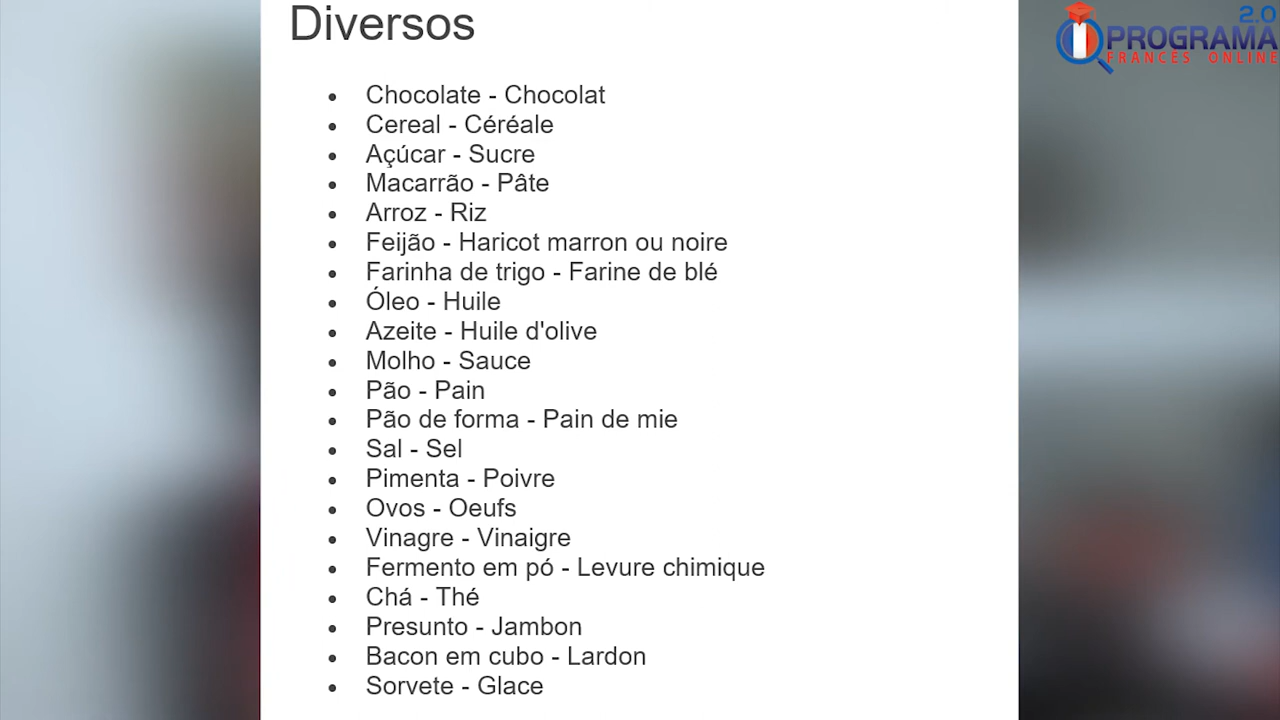 Diversos
2.0
PROGRAMA
FRANCÊS ONLINE
Chocolate - Chocolat
Cereal - Céréale
Açúcar - Sucre
Macarrão - Pâte
Arroz - Riz
Feijão - Haricot marron ou noire
Farinha de trigo - Farine de blé
Óleo - Huile
Azeite - Huile d'olive
Molho - Sauce
Pão - Pain
Pão de forma - Pain de mie
Sal - Sel
Pimenta - Poivre
Ovos - Oeufs
Vinagre - Vinaigre
Fermento em pó - Levure chimique
Chá - Thé
Presunto - Jambon
Bacon em cubo - Lardon
Sorvete - Glace